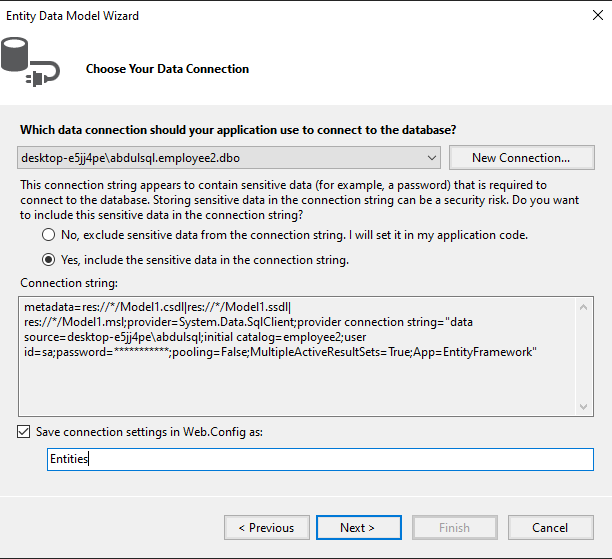 Entity Data Model Wizard
Choose Your Data Connection
Which data connection should your application use to connect to the database?
desktop-e5jj4pe\abdulsql.employee2.dbo
New Connection...
This connection string appears to contain sensitive data (for example, a password) that is required to
connect to the database. Storing sensitive data in the connection string can be a security risk. Do you want
to include this sensitive data in the connection string?
No, exclude sensitive data from the connection string. I will set it in my application code.
Yes, include the sensitive data in the connection string.
Connection string:
metadata=res://*/Model1.csdl|res://*/Model1.ssdl|
res://*/Model1.msl;provider=System.Data.SqlClient;provider connection string="data
source=desktop-e5jj4pe\abdulsql;initial catalog=employee2;user
id=sa;password=***********;pooling=False;MultipleActiveResultSets=True;App=EntityFramework"
Save connection settings in Web.Config as:
Entities
< Previous
Next >
Finish
Cancel